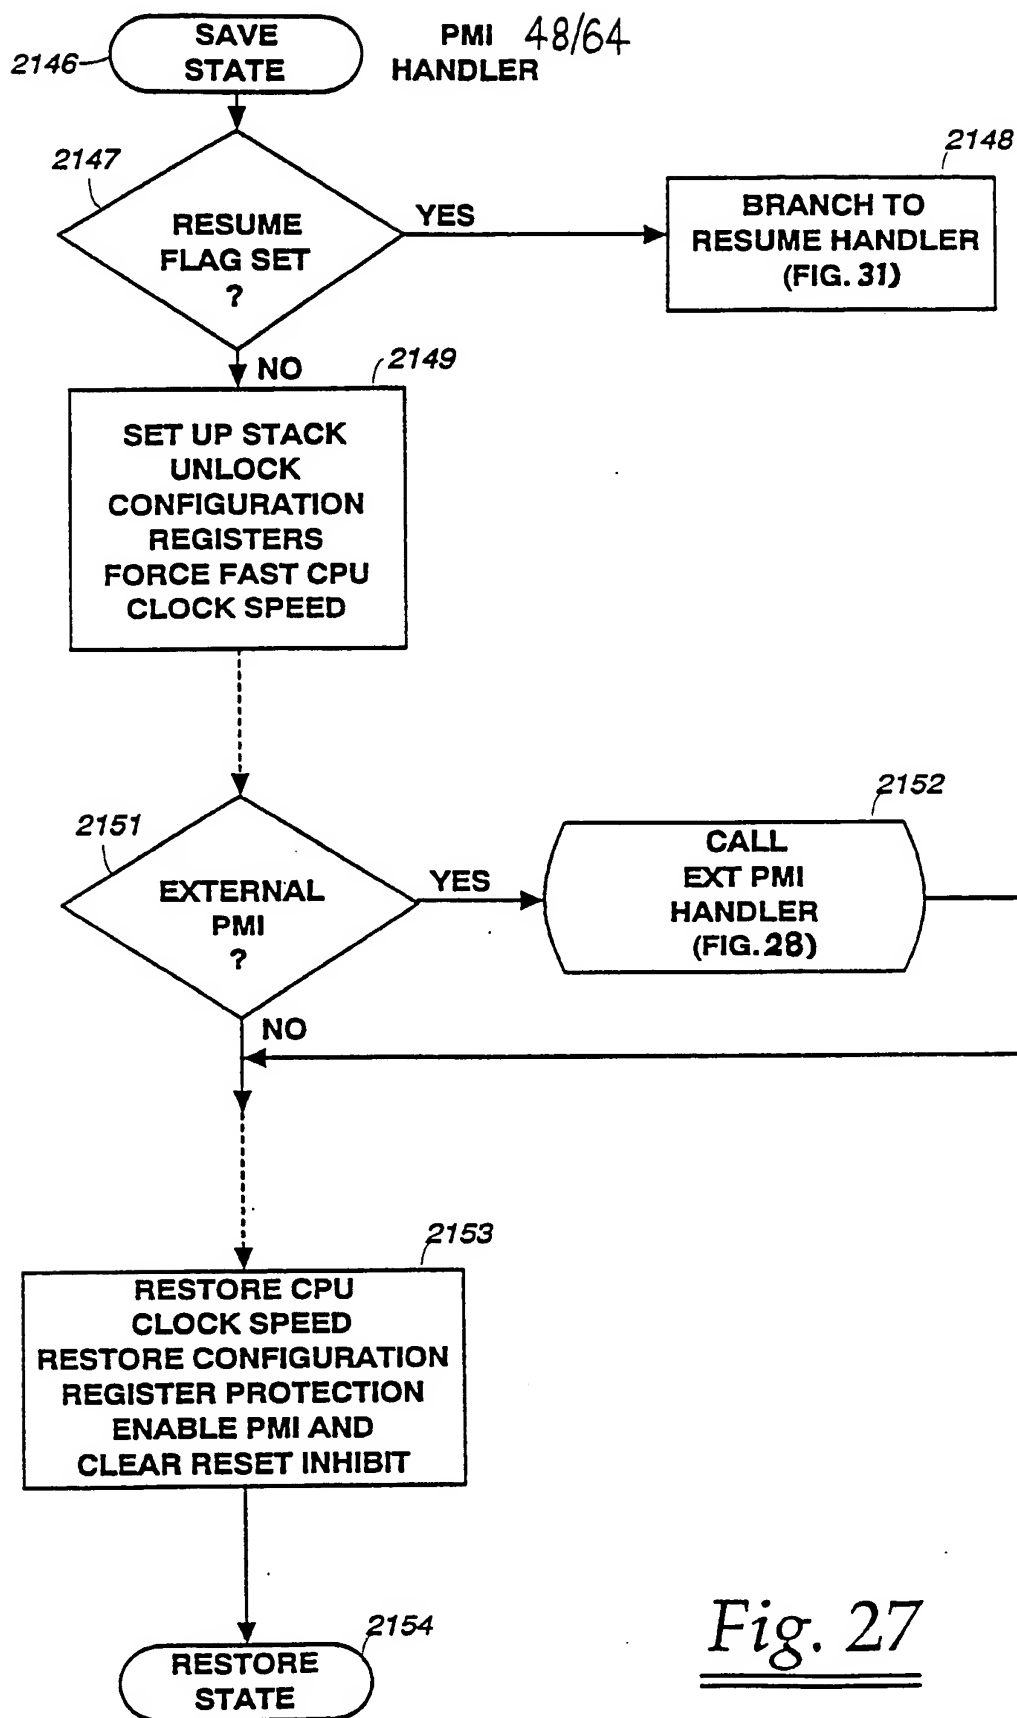 SAVE
STATE
2146
PMI 48/64
HANDLER
2147
RESUME
FLAG SET
?
YES
2148
BRANCH TO
RESUME HANDLER
(FIG. 31)
NO
2149
SET UP STACK
UNLOCK
CONFIGURATION
REGISTERS
FORCE FAST CPU
CLOCK SPEED
2151
EXTERNAL
PMI
?
YES
2152
CALL
EXT PMI
HANDLER
(FIG. 28)
NO
2153
RESTORE CPU
CLOCK SPEED
RESTORE CONFIGURATION
REGISTER PROTECTION
ENABLE PMI AND
CLEAR RESET INHIBIT
2154
RESTORE
STATE
Fig. 27